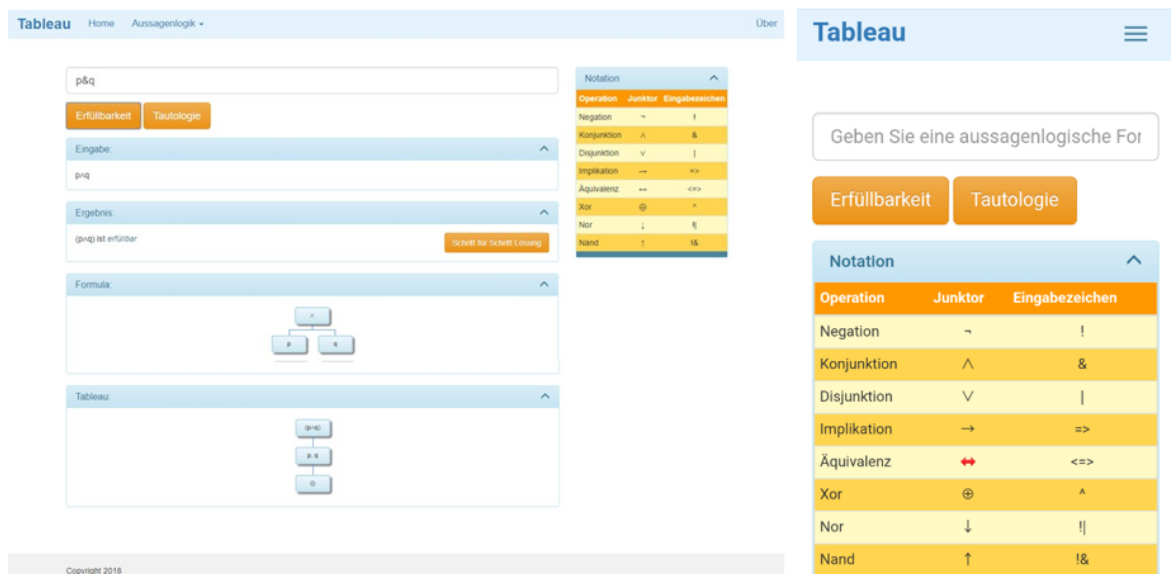 Tableau Home Aussagenlogik Über
p&q
Erfüllbarkeit Tautologie
Eingabe:
p∧q
Ergebnis:
(p∧q) ist erfüllbar Schritt für Schritt Lösung
Formula:
∧
p q
Tableau:
(p∧q)
p, q
Copyright 2018
Notation
Operation Junktor Eingabezeichen
Negation ¬ !
Konjunktion ∧ &
Disjunktion ∨ |
Implikation → =>
Äquivalenz ↔ <=>
Xor ⊕ ^
Nor ↓ !|
Nand ↑ !&
Tableau
Geben Sie eine aussagenlogische For
Erfüllbarkeit Tautologie
Notation
Operation Junktor Eingabezeichen
Negation ¬ !
Konjunktion ∧ &
Disjunktion ∨ |
Implikation → =>
Äquivalenz ⇔ <=>
Xor ⊕ ^
Nor ↓ !|
Nand ↑ !&